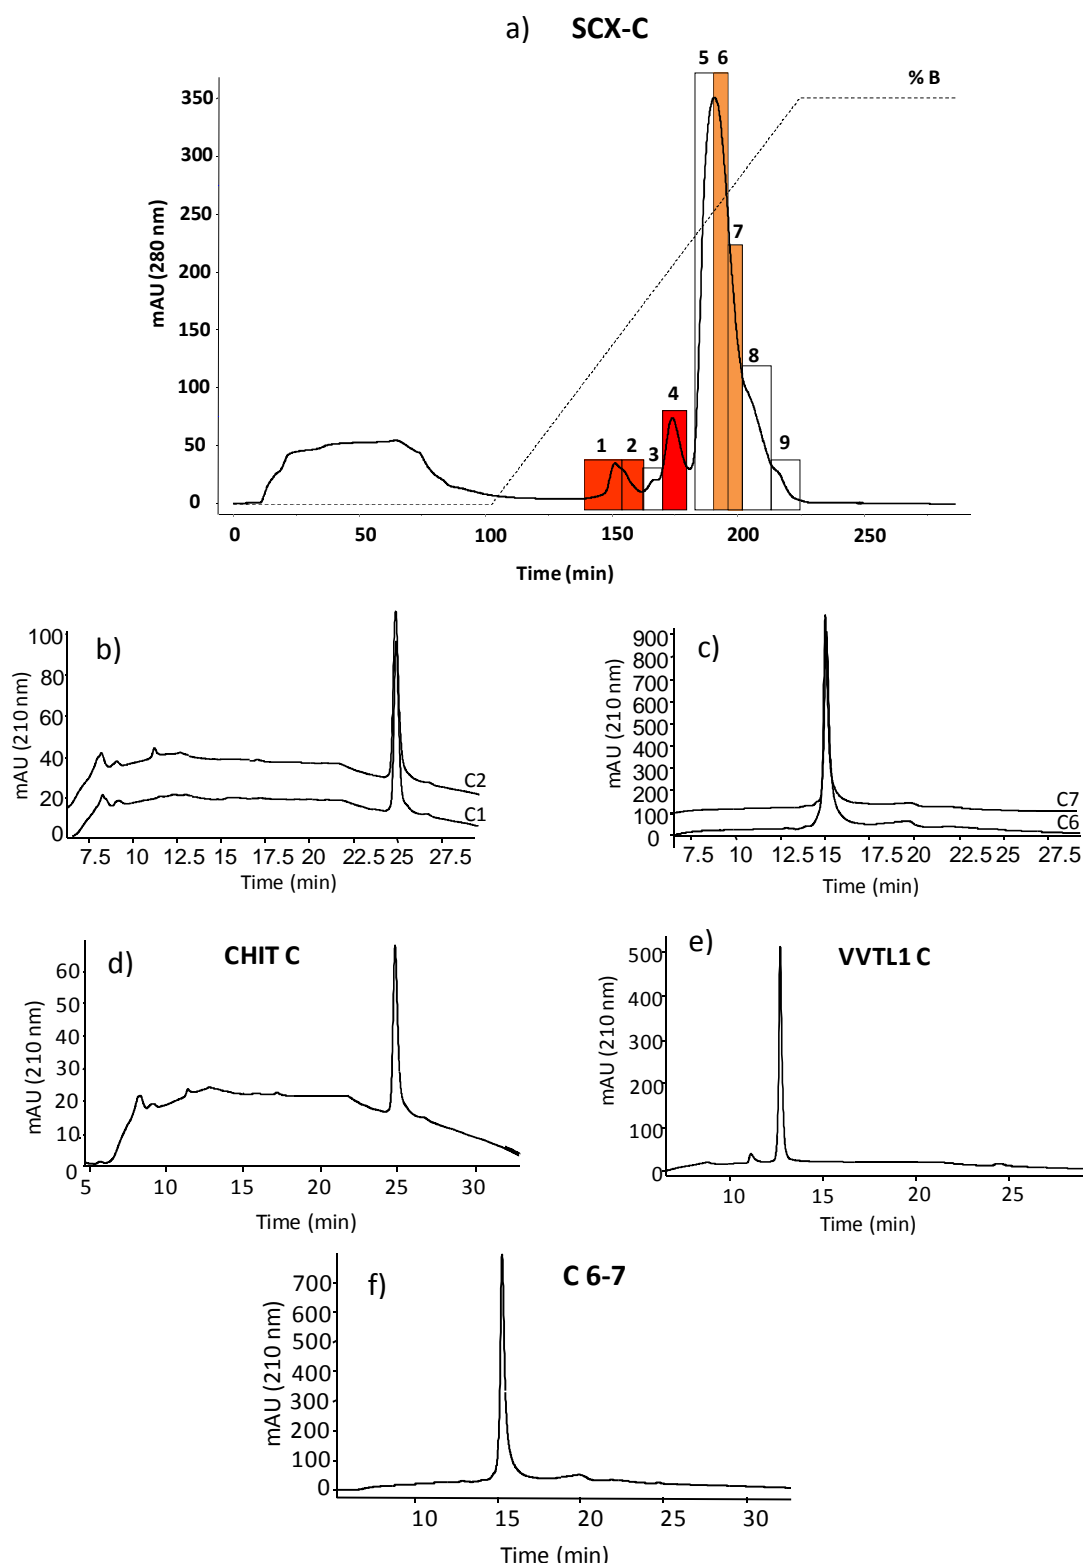 a) SCX-C
5 6
% B
350
300
250
7
200
150
8
100
4
50
1 2 3 9
0
mAU (280 nm)
0 50 100 150 200 250
Time (min)
b)
100
80
60
40
20
0
mAU (210 nm)
C2
C1
7.5 10 12.5 15 17.5 20 22.5 25 27.5
Time (min)
c)
900
800
700
600
500
400
300
200
100
0
mAU (210 nm)
C7
C6
7.5 10 12.5 15 17.5 20 22.5 25 27.5
Time (min)
d) CHIT C
60
50
40
30
20
10
0
mAU (210 nm)
5 10 15 20 25 30
Time (min)
e) VVTL1 C
500
400
300
200
100
0
mAU (210 nm)
10 15 20 25
Time (min)
f) C 6-7
700
600
500
400
300
200
100
0
mAU (210 nm)
10 15 20 25 30
Time (min)